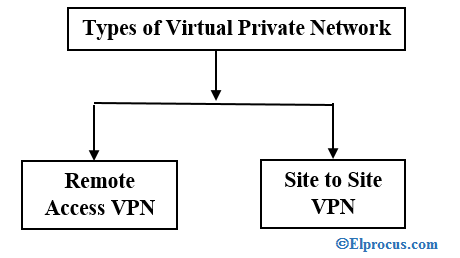 Types of Virtual Private Network
Remote
Access VPN
Site to Site
VPN
©Elprocus.com